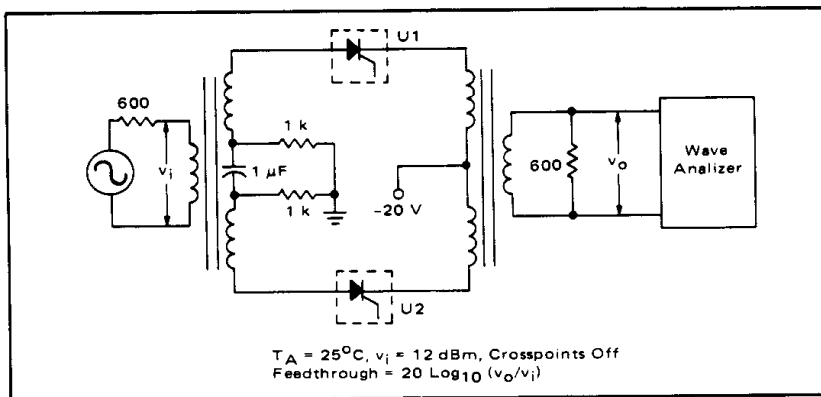 U1
600
1 k
v_i
1 µF
1 k
-20 V
600
v_o
Wave
Analizer
U2
T_A = 25°C, v_i = 12 dBm, Crosspoints Off
Feedthrough = 20 Log_10 (v_o/v_i)